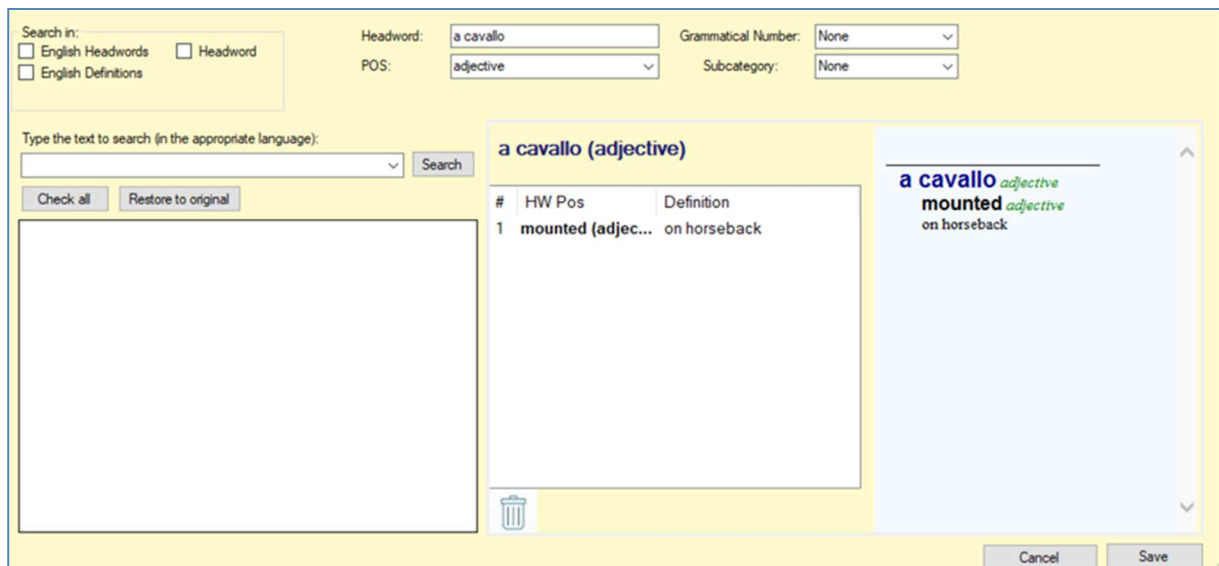 Search in:
English Headwords Headword
English Definitions
Headword: a cavallo Grammatical Number: None
POS: adjective Subcategory: None
Type the text to search (in the appropriate language):
Search
Check all Restore to original
a cavallo (adjective)
# HW Pos Definition
1 mounted (adjec... on horseback
a cavallo adjective
mounted adjective
on horseback
Cancel Save